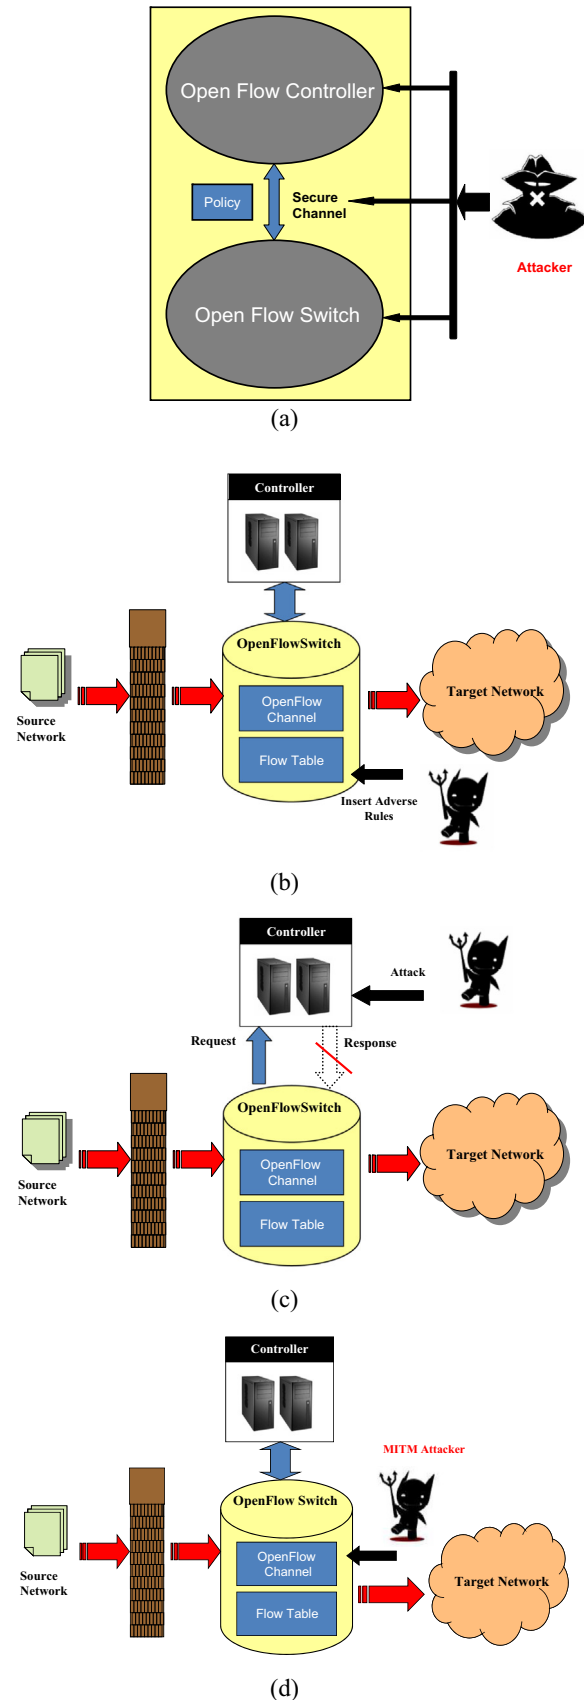 Open Flow Controller
Policy
Secure
Channel
Attacker
Open Flow Switch
(a)
Controller
OpenFlowSwitch
OpenFlow
Channel
Flow Table
Source
Network
Target Network
Insert Adverse
Rules
(b)
Controller
Attack
Request
Response
OpenFlowSwitch
OpenFlow
Channel
Flow Table
Source
Network
Target Network
(c)
Controller
MITM Attacker
OpenFlow Switch
OpenFlow
Channel
Flow Table
Source
Network
Target Network
(d)